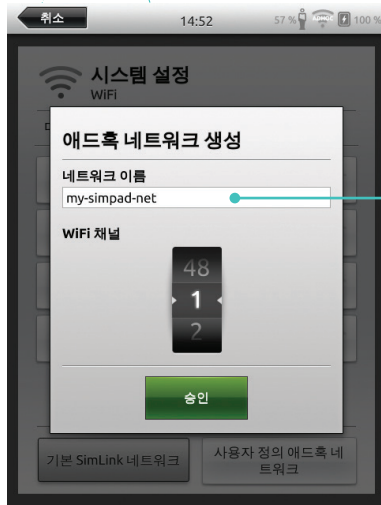 취소
14:52
57 %
ADHOC
100 %
시스템 설정
WiFi
애드혹 네트워크 생성
네트워크 이름
my-simpad-net
WiFi 채널
48
1
2
승인
기본 SimLink 네트워크
사용자 정의 애드혹 네
트워크